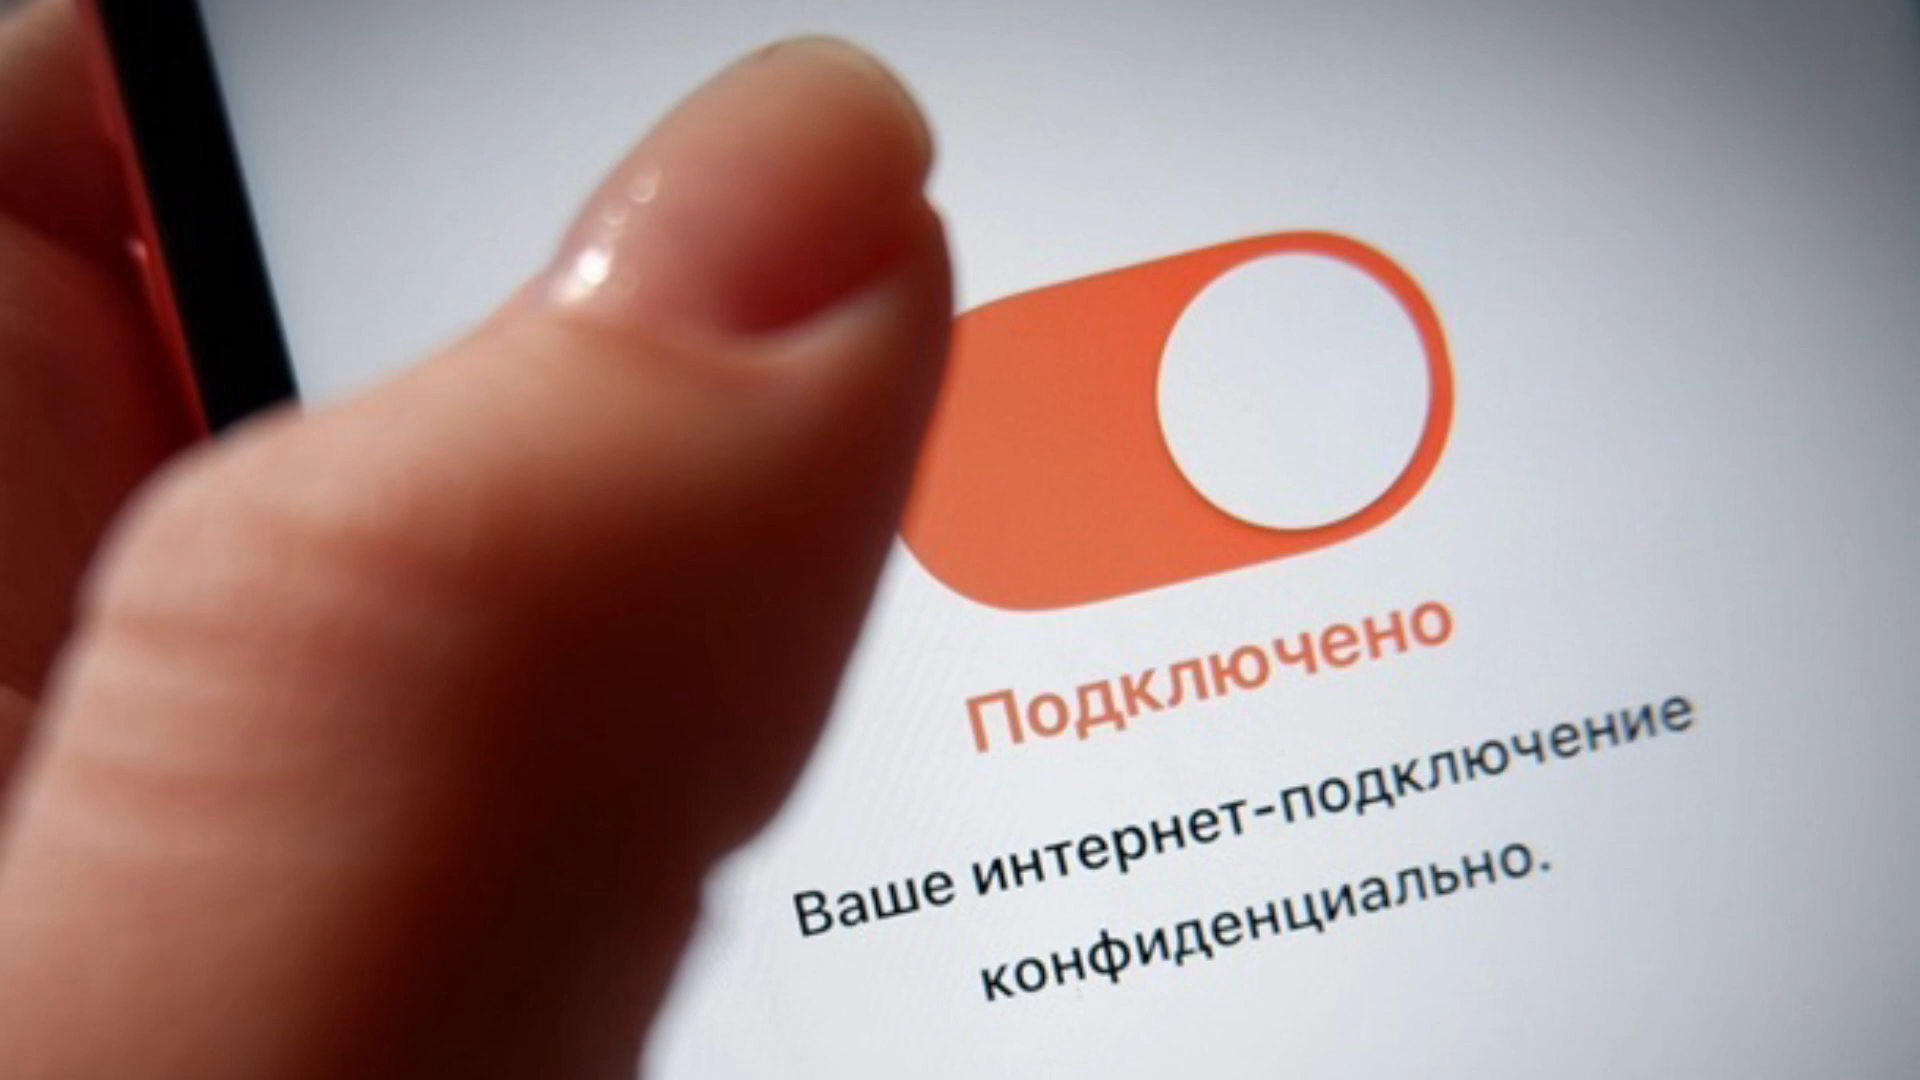 Подключено
Ваше интернет-подключение
конфиденциально.